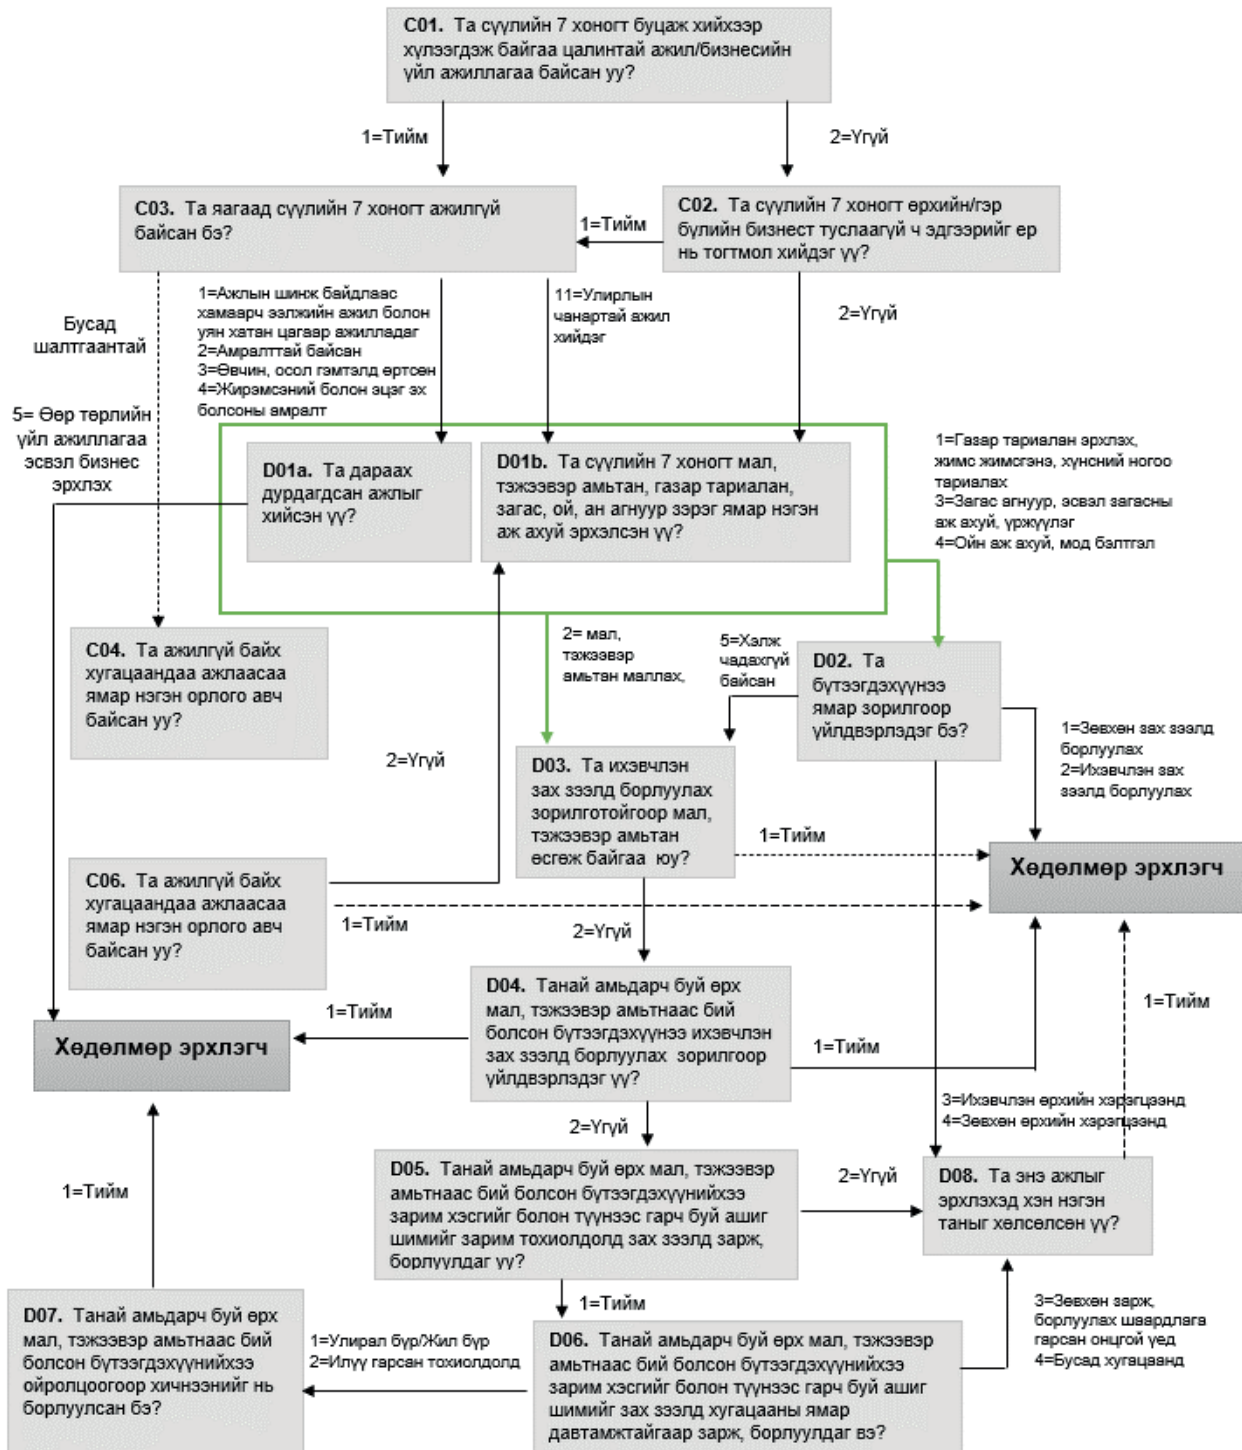 C01. Та сүүлийн 7 хоногт буцаж хийхээр
хүлээгдэж байгаа цалинтай ажил/бизнесийн
үйл ажиллагаа байсан уу?
1=Тийм
2=Үгүй
C03. Та яагаад сүүлийн 7 хоногт ажилгүй
байсан бэ?
1=Тийм
C02. Та сүүлийн 7 хоногт өрхийн/гэр
бүлийн бизнест туслаагүй ч эдгээрийг ер
нь тогтмол хийдэг үү?
Бусад
шалтгаантай
1=Ажлын шинж байдлаас
хамаарч ээлжийн ажил болон
уян хатан цагаар ажилладаг
2=Амралттай байсан
3=Өвчин, осол гэмтэлд өртсөн
4=Жирэмсэний болон эцэг эх
болсоны амралт
11=Улирлын
чанартай ажил
хийдэг
2=Үгүй
5= Өөр төрлийн
үйл ажиллагаа
эсвэл бизнес
эрхлэх
D01a. Та дараах
дурдагдсан ажлыг
хийсэн үү?
D01b. Та сүүлийн 7 хоногт мал,
тэжээвэр амьтан, газар тариалан,
загас, ой, ан агнуур зэрэг ямар нэгэн
аж ахуй эрхэлсэн үү?
1=Газар тариалан эрхлэх,
жимс жимсгэнэ, хүнсний ногоо
тариалах
3=Загас агнуур, эсвэл загасны
аж ахуй, үржүүлэг
4=Ойн аж ахуй, мод бэлтгэл
C04. Та ажилгүй байх
хугацаандаа ажлаасаа
ямар нэгэн орлого авч
байсан уу?
2= мал,
тэжээвэр
амьтан маллах,
5=Хэлж
чадахгүй
байсан
D02. Та
бүтээгдэхүүнээ
ямар зорилгоор
үйлдвэрлэдэг бэ?
2=Үгүй
D03. Та ихэвчлэн
зах зээлд борлуулах
зорилготойгоор мал,
тэжээвэр амьтан
өсгөж байгаа юу?
1=Зөвхөн зах зээлд
борлуулах
2=Ихэвчлэн зах
зээлд борлуулах
1=Тийм
Хөдөлмөр эрхлэгч
C06. Та ажилгүй байх
хугацаандаа ажлаасаа
ямар нэгэн орлого авч
байсан уу?
1=Тийм
2=Үгүй
D04. Танай амьдарч буй өрх
мал, тэжээвэр амьтнаас бий
болсон бүтээгдэхүүнээ ихэвчлэн
зах зээлд борлуулах зорилгоор
үйлдвэрлэдэг үү?
1=Тийм
1=Тийм
1=Тийм
Хөдөлмөр эрхлэгч
3=Ихэвчлэн өрхийн хэрэгцээнд
4=Зөвхөн өрхийн хэрэгцээнд
2=Үгүй
D05. Танай амьдарч буй өрх мал, тэжээвэр
амьтнаас бий болсон бүтээгдэхүүнийхээ
зарим хэсгийг болон түүнээс гарч буй ашиг
шимийг зарим тохиолдолд зах зээлд зарж,
борлуулдаг үү?
2=Үгүй
D08. Та энэ ажлыг
эрхлэхэд хэн нэгэн
таныг хөлсөлсөн үү?
1=Тийм
1=Тийм
D07. Танай амьдарч буй өрх
мал, тэжээвэр амьтнаас бий
болсон бүтээгдэхүүнийхээ
ойролцоогоор хичнээнийг нь
борлуулсан бэ?
1=Улирал бүр/Жил бүр
2=Илүү гарсан тохиолдолд
D06. Танай амьдарч буй өрх мал, тэжээвэр
амьтнаас бий болсон бүтээгдэхүүнийхээ
зарим хэсгийг болон түүнээс гарч буй ашиг
шимийг зах зээлд хугацааны ямар
давтамжтайгаар зарж, борлуулдаг вэ?
3=Зөвхөн зарж,
борлуулах шаардлага
гарсан онцгой үед
4=Бусад хугацаанд